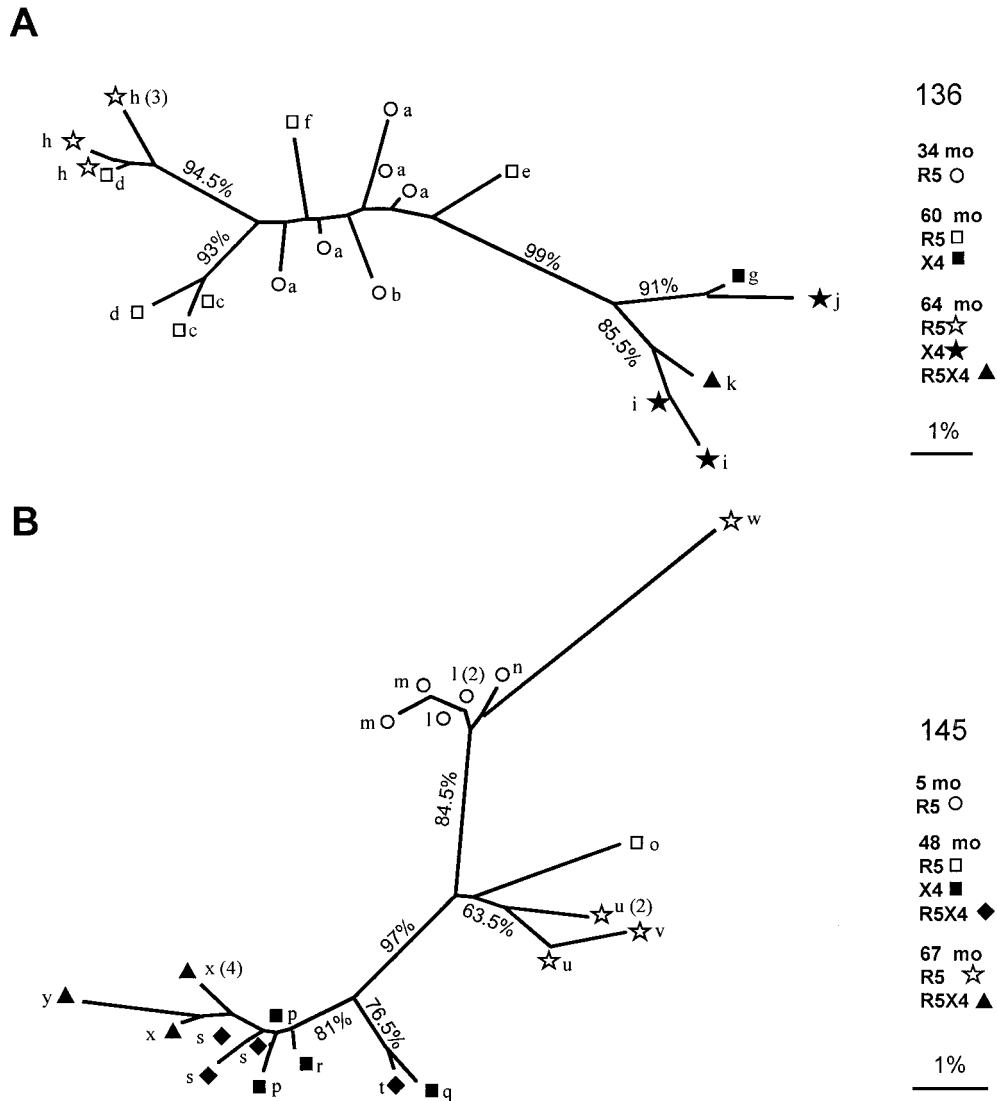 A
136
34 mo
R5
60 mo
R5
X4
64 mo
R5
X4
R5X4
1%
h (3)
h
h
d
94.5%
93%
d
c
c
f
a
a
a
a
a
b
e
99%
91%
g
j
85.5%
k
i
i
B
145
5 mo
R5
48 mo
R5
X4
R5X4
67 mo
R5
R5X4
1%
w
n
l (2)
m
m
l
84.5%
o
63.5%
u (2)
v
u
97%
81%
76.5%
x (4)
y
x
s
s
s
p
p
r
t
q